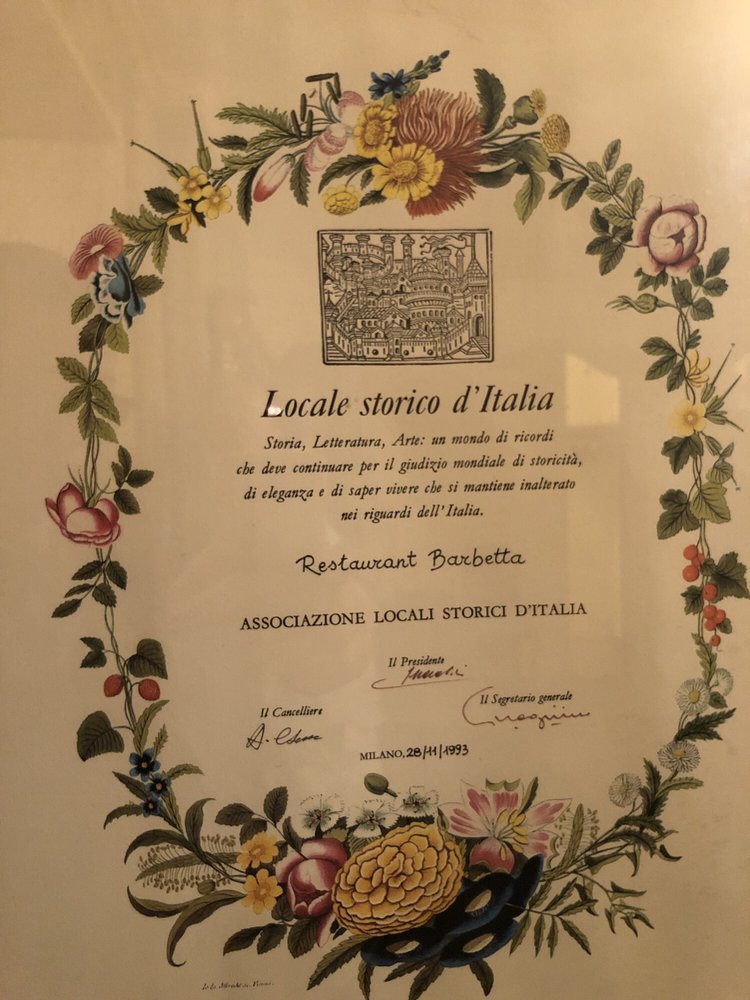 Locale storico d'Italia
Storia, Letteratura, Arte: un mondo di ricordi
che deve continuare per il giudizio mondiale di storicità,
di eleganza e di saper vivere che si mantiene inalterato
nei riguardi dell'Italia.
Restaurant Barbetta
ASSOCIAZIONE LOCALI STORICI D'ITALIA
Il Presidente
Il Segretario generale
Il Cancelliere
MILANO, 28/11/1993